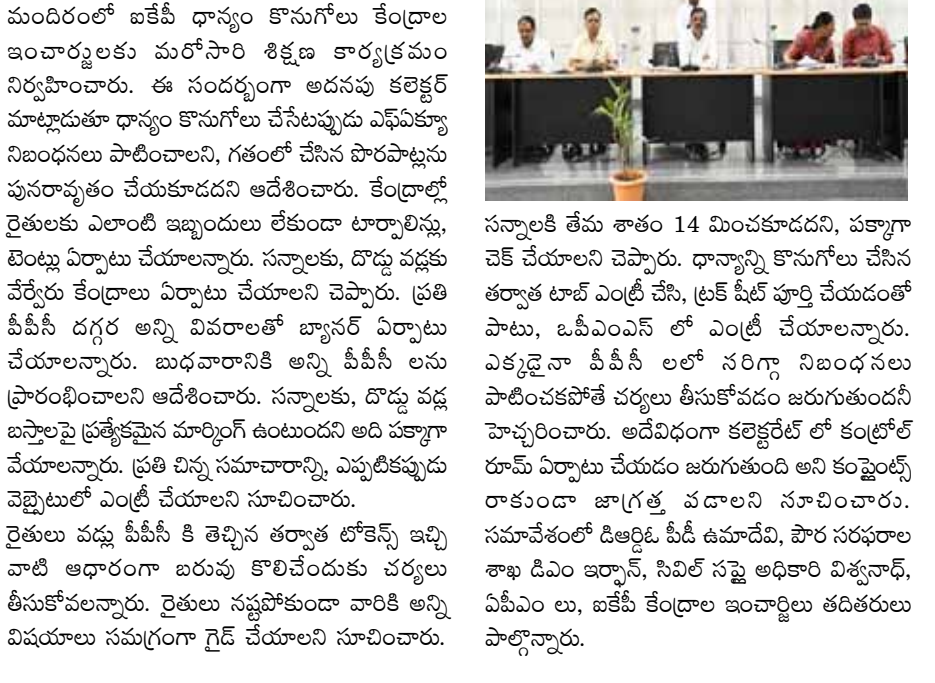 మందిరంలో ఐకేపీ ధాన్యం కొనుగోలు కేంద్రాల
ఇంచార్జులకు మరోసారి శిక్షణ కార్యక్రమం
నిర్వహించారు. ఈ సందర్భంగా అదనపు కలెక్టర్
మాట్లాడుతూ ధాన్యం కొనుగోలు చేసేటప్పుడు ఎఫ్ఏక్యూ
నిబంధనలు పాటించాలని, గతంలో చేసిన పొరపాట్లను
పునరావృతం చేయకూడదని ఆదేశించారు. కేంద్రాల్లో
రైతులకు ఎలాంటి ఇబ్బందులు లేకుండా టార్పాలిన్లు,
టెంట్లు ఏర్పాటు చేయాలన్నారు. సన్నాలకు, దొడ్డు వడ్లకు
వేర్వేరు కేంద్రాలు ఏర్పాటు చేయాలని చెప్పారు. ప్రతి
పీపీసీ దగ్గర అన్ని వివరాలతో బ్యానర్ ఏర్పాటు
చేయాలన్నారు. బుధవారానికి అన్ని పీపీసీ లను
ప్రారంభించాలని ఆదేశించారు. సన్నాలకు, దొడ్డు వడ్ల
బస్తాలపై ప్రత్యేకమైన మార్కింగ్ ఉంటుందని అది పక్కాగా
వేయాలన్నారు. ప్రతి చిన్న సమాచారాన్ని, ఎప్పటికప్పుడు
వెబ్సైటులో ఎంట్రీ చేయాలని సూచించారు.
రైతులు వడ్లు పీపీసీ కి తెచ్చిన తర్వాత టోకెన్స్ ఇచ్చి
వాటి ఆధారంగా బరువు కొలిచేందుకు చర్యలు
తీసుకోవలన్నారు. రైతులు నష్టపోకుండా వారికి అన్ని
విషయాలు సమగ్రంగా గైడ్ చేయాలని సూచించారు.
సన్నాలకి తేమ శాతం 14 మించకూడదని, పక్కాగా
చెక్ చేయాలని చెప్పారు. ధాన్యాన్ని కొనుగోలు చేసిన
తర్వాత టాబ్ ఎంట్రీ చేసి, ట్రక్ షీట్ పూర్తి చేయడంతో
పాటు, ఒపీఎంఎస్ లో ఎంట్రీ చేయాలన్నారు.
ఎక్కడైనా పీపీసీ లలో సరిగ్గా నిబంధనలు
పాటించకపోతే చర్యలు తీసుకోవడం జరుగుతుందనీ
హెచ్చరించారు. అదేవిధంగా కలెక్టరేట్ లో కంట్రోల్
రూమ్ ఏర్పాటు చేయడం జరుగుతుంది అని కంప్లైంట్స్
రాకుండా జాగ్రత్త వడాలని సూచించారు.
సమావేశంలో డిఆర్డిఓ పీడీ ఉమాదేవి, పౌర సరఫరాల
శాఖ డిఎం ఇర్ఫాన్, సివిల్ సప్లై అధికారి విశ్వనాధ్,
ఏపీఎం లు, ఐకేపీ కేంద్రాల ఇంచార్జిలు తదితరులు
పాల్గొన్నారు.